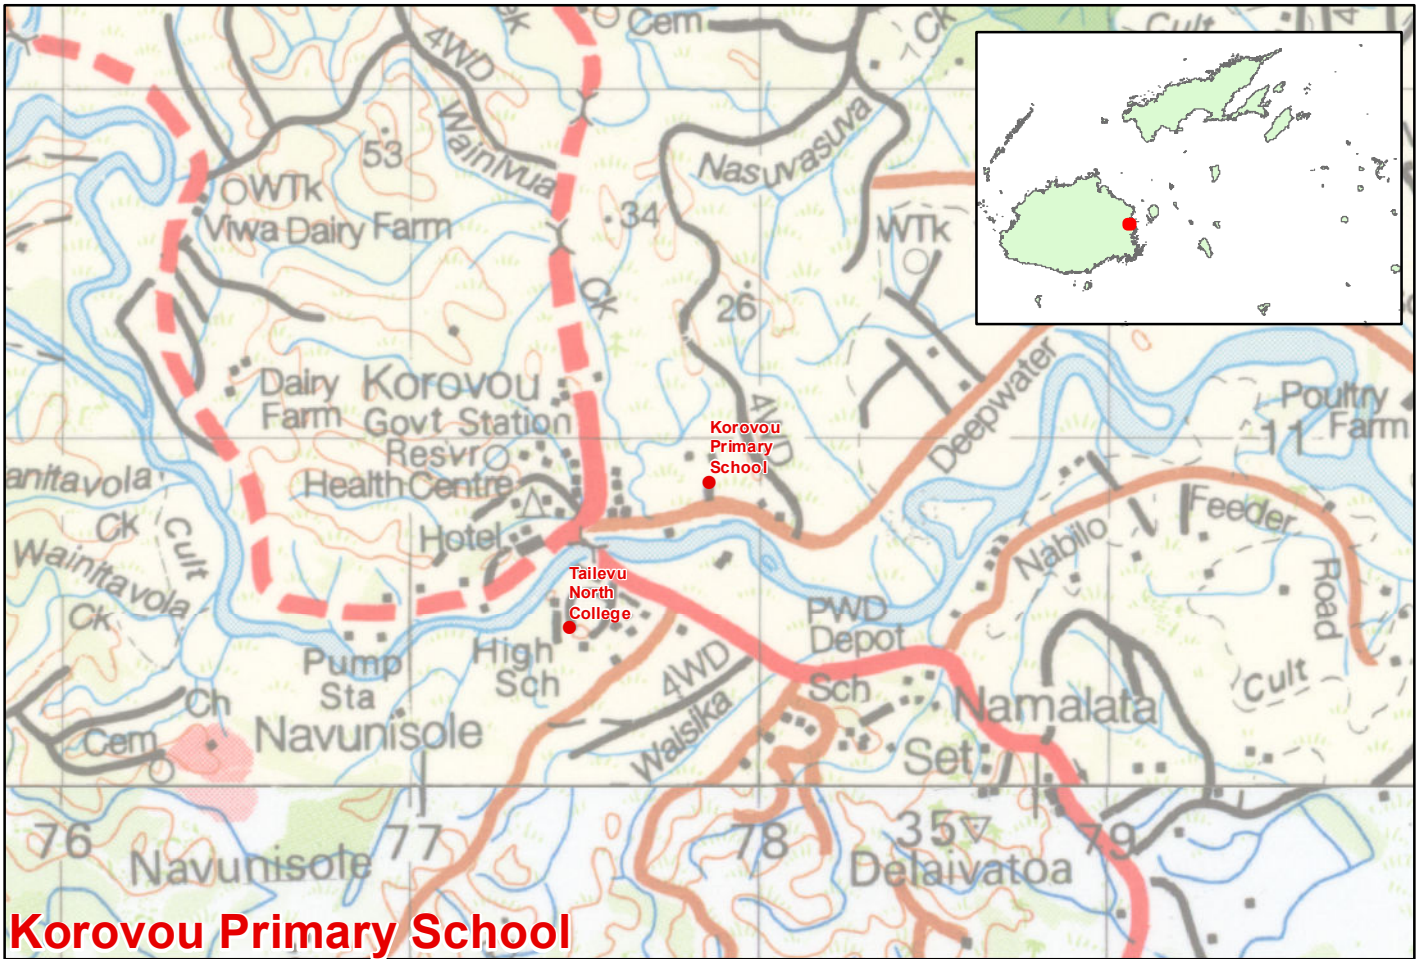 Cem
Ck
Cult
4WD
Wainivua
53
Nasuvasuva
WTk
34
Viwa Dairy Farm
WTk
Ck
26
Dairy
Farm
Korovou
Govt Station
Resvr
Health Centre
Hotel
4WD
Korovou
Primary
School
Deepwater
Poultry
Farm
11
anitavola
Ck
Cult
Wainitavola
Ck
Feeder
Nabilo
Road
Tailevu
North
College
PWD
Depot
High
Sch
Pump
Sta
4WD
Sch
Cult
Ch
Navunisole
Cem
Waisika
Namalata
Set
76
77
78
35
79
Navunisole
Delaivatoa
Korovou Primary School